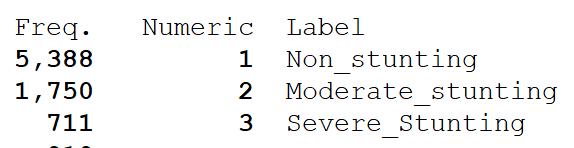 Freq. Numeric Label
5,388 1 Non_stunting
1,750 2 Moderate_stunting
711 3 Severe_Stunting